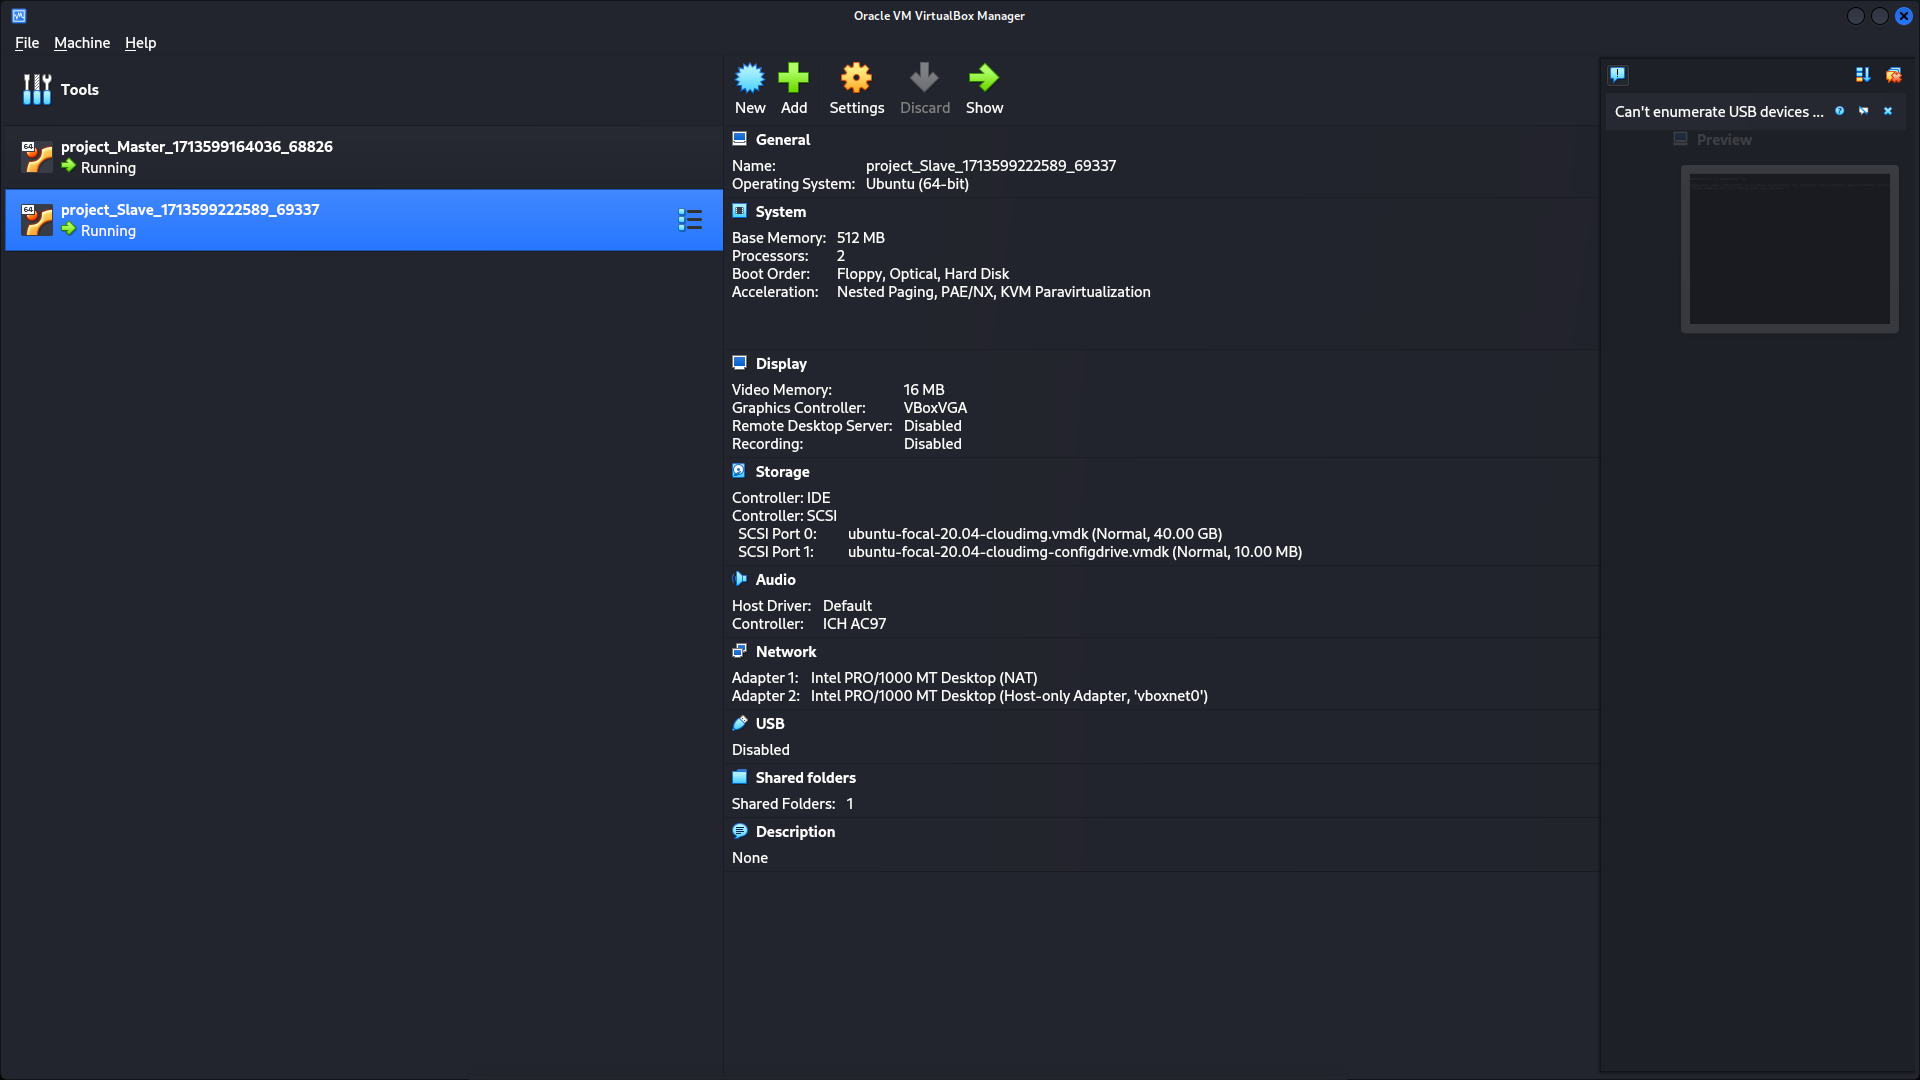 Oracle VM VirtualBox Manager
File Machine Help
Tools
New Add Settings Discard Show
64
project_Master_1713599164036_68826
Running
64
project_Slave_1713599222589_69337
Running
General
Name: project_Slave_1713599222589_69337
Operating System: Ubuntu (64-bit)
System
Base Memory: 512 MB
Processors: 2
Boot Order: Floppy, Optical, Hard Disk
Acceleration: Nested Paging, PAE/NX, KVM Paravirtualization
Display
Video Memory: 16 MB
Graphics Controller: VBoxVGA
Remote Desktop Server: Disabled
Recording: Disabled
Storage
Controller: IDE
Controller: SCSI
SCSI Port 0: ubuntu-focal-20.04-cloudimg.vmdk (Normal, 40.00 GB)
SCSI Port 1: ubuntu-focal-20.04-cloudimg-configdrive.vmdk (Normal, 10.00 MB)
Audio
Host Driver: Default
Controller: ICH AC97
Network
Adapter 1: Intel PRO/1000 MT Desktop (NAT)
Adapter 2: Intel PRO/1000 MT Desktop (Host-only Adapter, 'vboxnet0')
USB
Disabled
Shared folders
Shared Folders: 1
Description
None
Can't enumerate USB devices ...
Preview